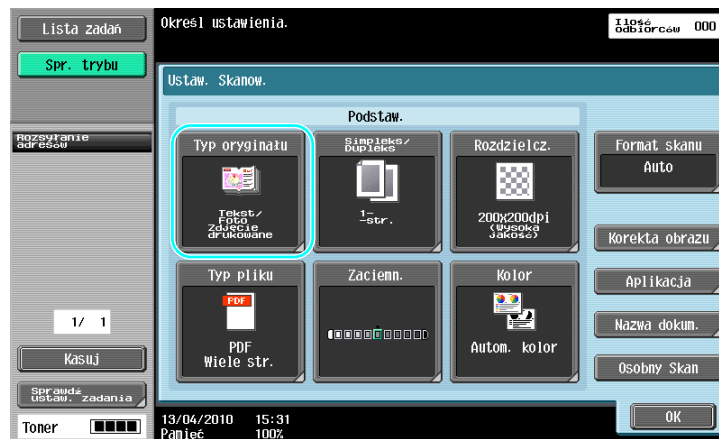 Lista zadań
Określ ustawienia.
Ilość
odbiorców 000
Spr. trybu
Ustaw. Skanow.
Podstaw.
Rozsyłanie
adresów
Typ oryginału
Tekst/
Foto
Zdjęcie
drukowane
Simpleks/
Dupleks
1-
-str.
Rozdzielcz.
200X200dpi
(Wysoka
Jakość)
Format skanu
Auto
Korekta obrazu
Typ pliku
PDF
PDF
Wiele str.
Zaciemn.
Kolor
Autom. kolor
Aplikacja
Nazwa dokum.
Osobny Skan
1/ 1
Kasuj
Sprawdź
ustaw. zadania
OK
Toner
13/04/2010 15:31
Pamięć 100%